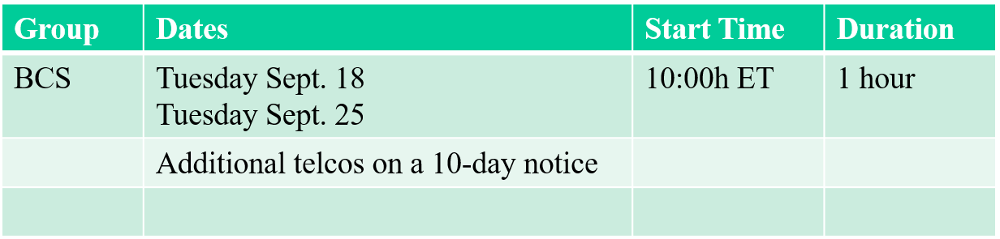 Group Dates Start Time Duration
BCS Tuesday Sept. 18 10:00h ET 1 hour
Tuesday Sept. 25
Additional telcos on a 10-day notice